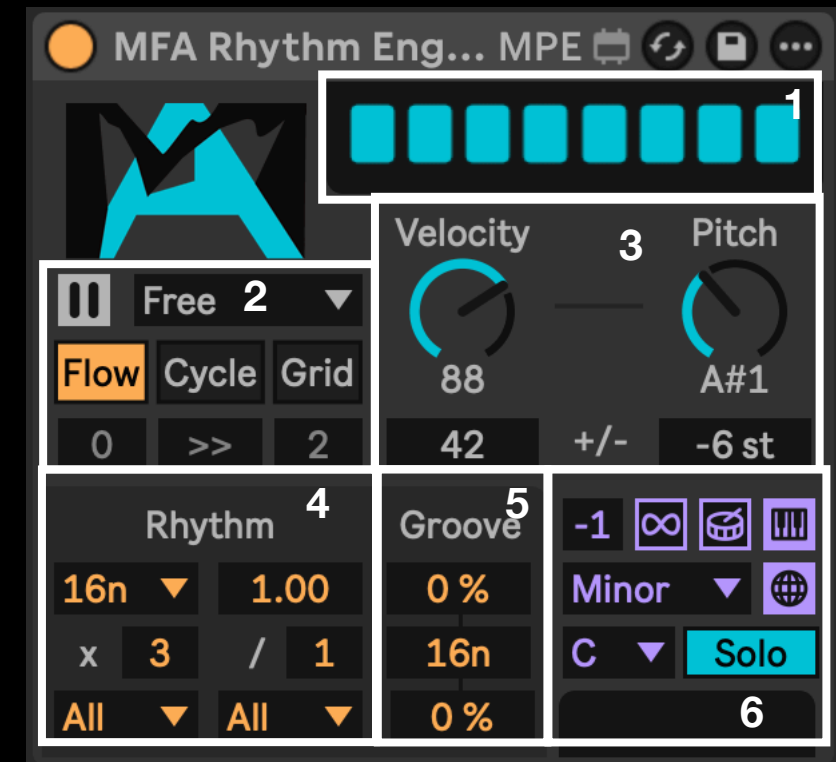 MFA Rhythm Eng... MPE
1
Velocity 3 Pitch
Free 2
Flow Cycle Grid
88 A#1
0 >> 2
42 +/- -6 st
4 5
Rhythm Groove
-1
16n 1.00 0 % Minor
x 3 / 1 16n C Solo
All All 0 % 6